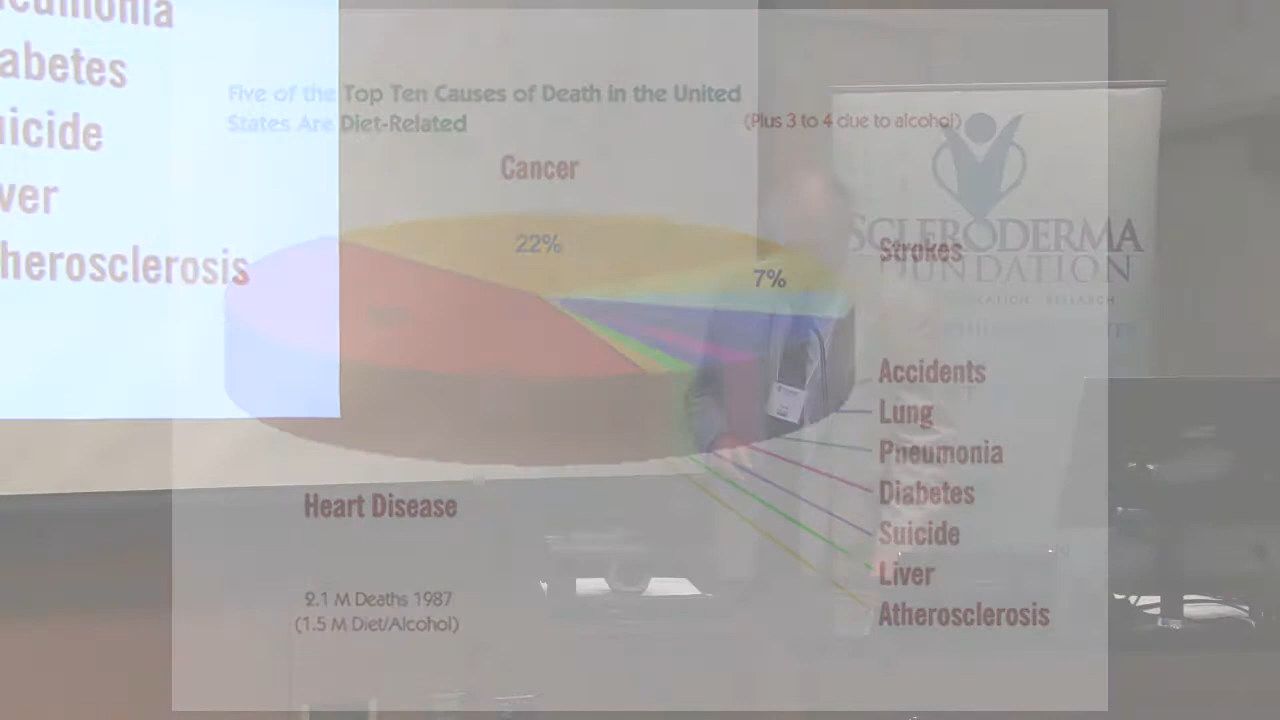 abetes
icide
ver
herosclerosis
Five of the Top Ten Causes of Death in the United
States Are Diet-Related
(Plus 3 to 4 due to alcohol)
Cancer
22%
7%
Strokes
SCLERODERMA
FOUNDATION
Accidents
Lung
Pneumonia
Diabetes
Suicide
Liver
Atherosclerosis
Heart Disease
2.1 M Deaths 1987
(1.5 M Diet/Alcohol)